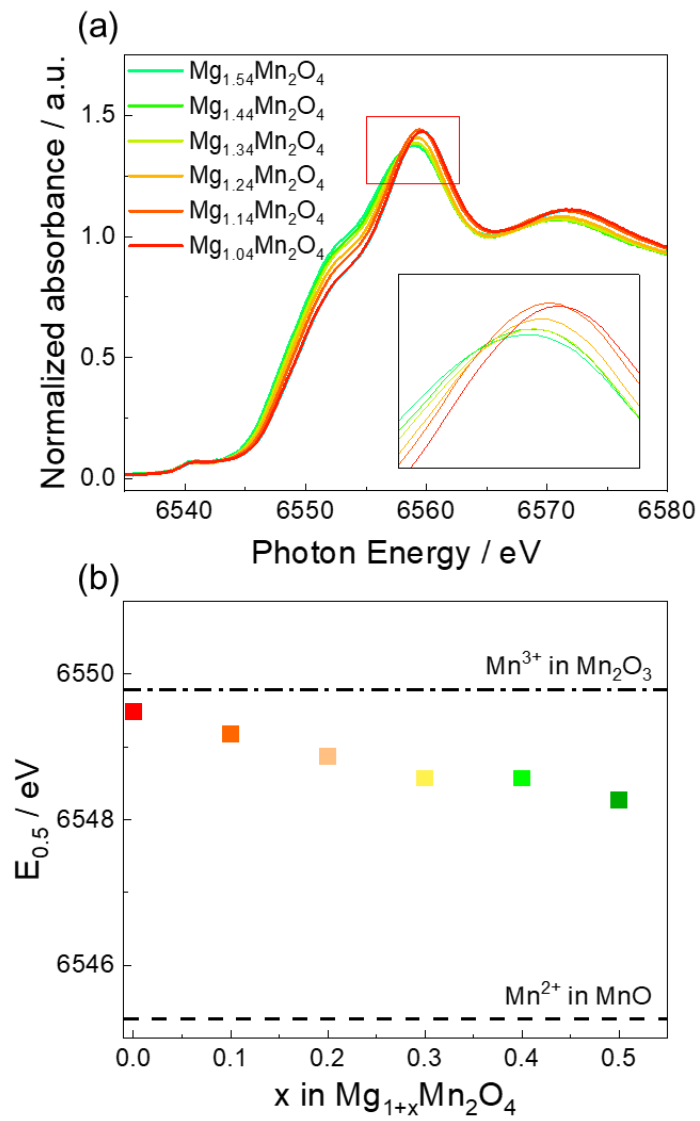 (a)
Normalized absorbance / a.u.
1.5
1.0
0.5
0.0
Mg₁.₅₄Mn₂O₄
Mg₁.₄₄Mn₂O₄
Mg₁.₃₄Mn₂O₄
Mg₁.₂₄Mn₂O₄
Mg₁.₁₄Mn₂O₄
Mg₁.₀₄Mn₂O₄
6540 6550 6560 6570 6580
Photon Energy / eV
(b)
E₀.₅ / eV
6550
6548
6546
Mn³⁺ in Mn₂O₃
Mn²⁺ in MnO
0.0 0.1 0.2 0.3 0.4 0.5
x in Mg₁₊ₓMn₂O₄